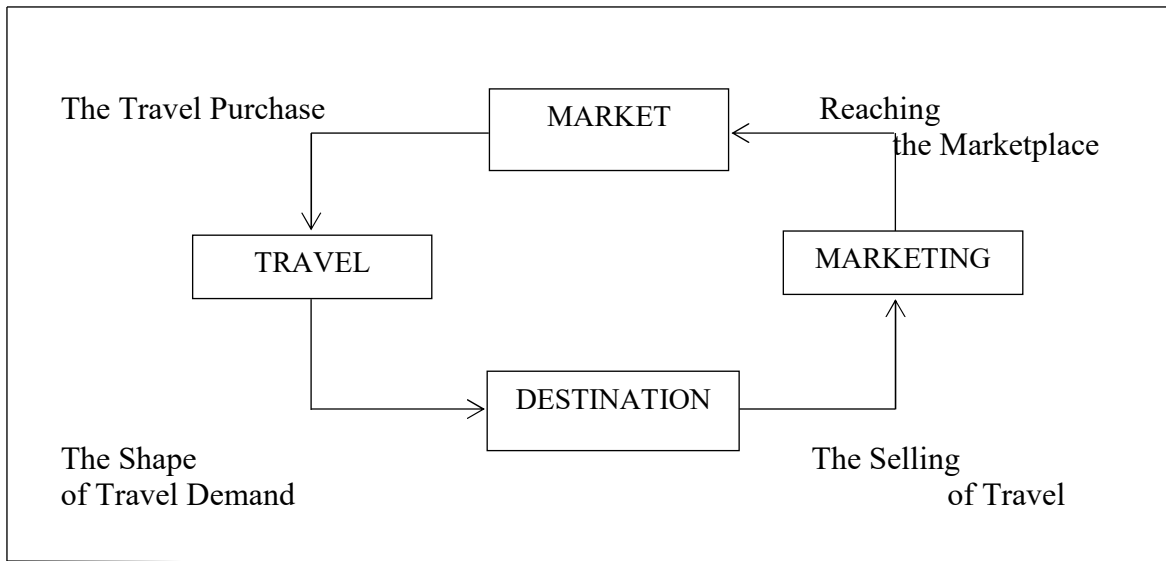 The Travel Purchase
MARKET
Reaching
the Marketplace
TRAVEL
MARKETING
DESTINATION
The Shape
of Travel Demand
The Selling
of Travel